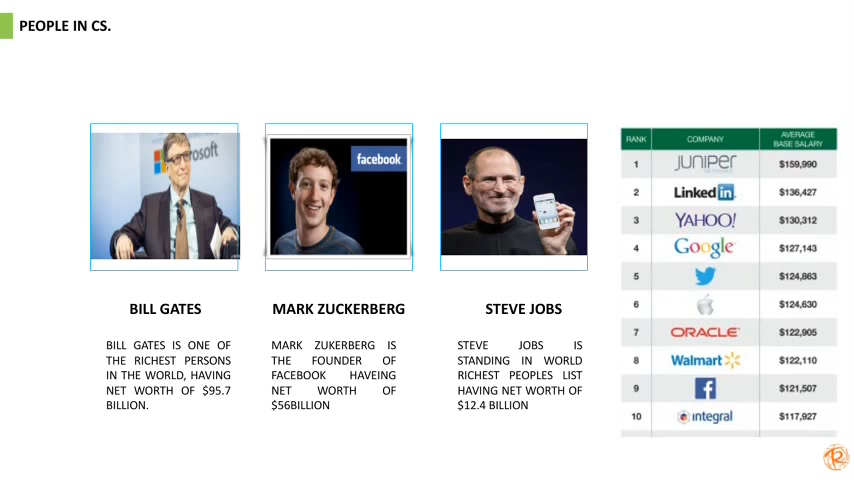 PEOPLE IN CS.
Microsoft
facebook
BILL GATES
BILL GATES IS ONE OF
THE RICHEST PERSONS
IN THE WORLD, HAVING
NET WORTH OF $95.7
BILLION.
MARK ZUCKERBERG
MARK ZUKERBERG IS
THE FOUNDER OF
FACEBOOK HAVEING
NET WORTH OF
$56BILLION
STEVE JOBS
STEVE JOBS IS
STANDING IN WORLD
RICHEST PEOPLES LIST
HAVING NET WORTH OF
$12.4 BILLION
RANK COMPANY AVERAGE BASE SALARY
1 JUNIPER $159,990
2 Linked in $136,427
3 YAHOO! $130,312
4 Google $127,143
5 $124,863
6 $124,630
7 ORACLE $122,905
8 Walmart $122,110
9 f $121,507
10 integral $117,927